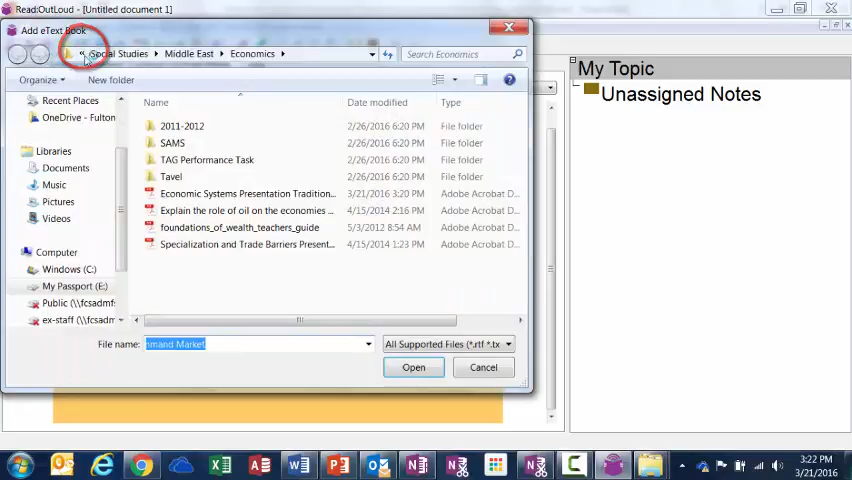 Read:OutLoud - [Untitled document 1]
Add eText Book
« Social Studies Middle East Economics
Search Economics
Organize
New folder
Name
Date modified
Type
Recent Places
OneDrive - Fulton
Libraries
Documents
Music
Pictures
Videos
Computer
Windows (C:)
My Passport (E:)
Public (\\fcsadmfs
ex-staff (\\fcsadm
2011-2012 2/26/2016 6:20 PM File folder
SAMS 2/26/2016 6:20 PM File folder
TAG Performance Task 2/26/2016 6:20 PM File folder
Tavel 2/26/2016 6:20 PM File folder
Economic Systems Presentation Tradition... 3/21/2016 3:20 PM Adobe Acrobat D...
Explain the role of oil on the economies ... 4/15/2014 2:16 PM Adobe Acrobat D...
foundations_of_wealth_teachers_guide 5/3/2012 8:54 AM Adobe Acrobat D...
Specialization and Trade Barriers Present... 4/15/2014 1:23 PM Adobe Acrobat D...
File name:
mmand Market
All Supported Files (*.rtf *.tx
Open
Cancel
My Topic
Unassigned Notes
3:22 PM
3/21/2016